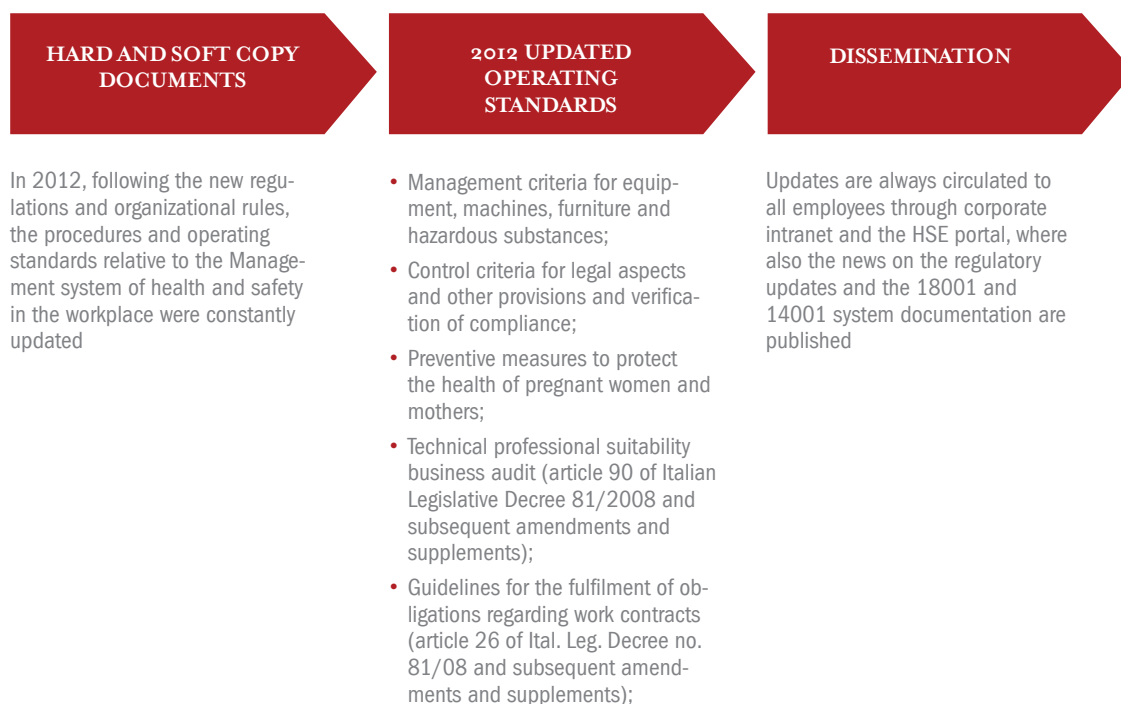 HARD AND SOFT COPY
DOCUMENTS
In 2012, following the new regu-
lations and organizational rules,
the procedures and operating
standards relative to the Manage-
ment system of health and safety
in the workplace were constantly
updated
2012 UPDATED
OPERATING
STANDARDS
• Management criteria for equip-
ment, machines, furniture and
hazardous substances;
• Control criteria for legal aspects
and other provisions and verifica-
tion of compliance;
• Preventive measures to protect
the health of pregnant women and
mothers;
• Technical professional suitability
business audit (article 90 of Italian
Legislative Decree 81/2008 and
subsequent amendments and
supplements);
• Guidelines for the fulfilment of ob-
ligations regarding work contracts
(article 26 of Ital. Leg. Decree no.
81/08 and subsequent amend-
ments and supplements);
DISSEMINATION
Updates are always circulated to
all employees through corporate
intranet and the HSE portal, where
also the news on the regulatory
updates and the 18001 and
14001 system documentation are
published